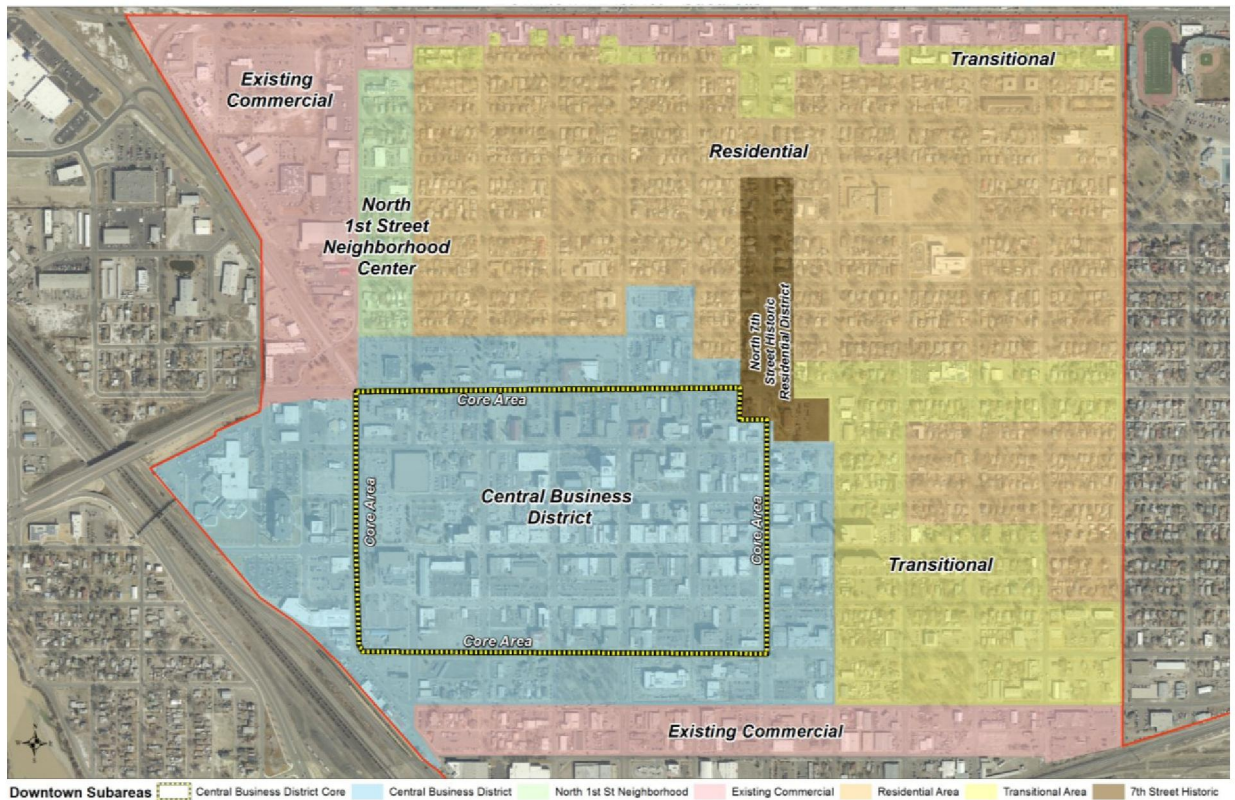 Existing
Commercial
Transitional
Residential
North
1st Street
Neighborhood
Center
North 7th
Street Historic
Residential District
Core Area
Core Area
Central Business
District
Core Area
Transitional
Core Area
Existing Commercial
Downtown Subareas Central Business District Core Central Business District North 1st St Neighborhood Existing Commercial Residential Area Transitional Area 7th Street Historic